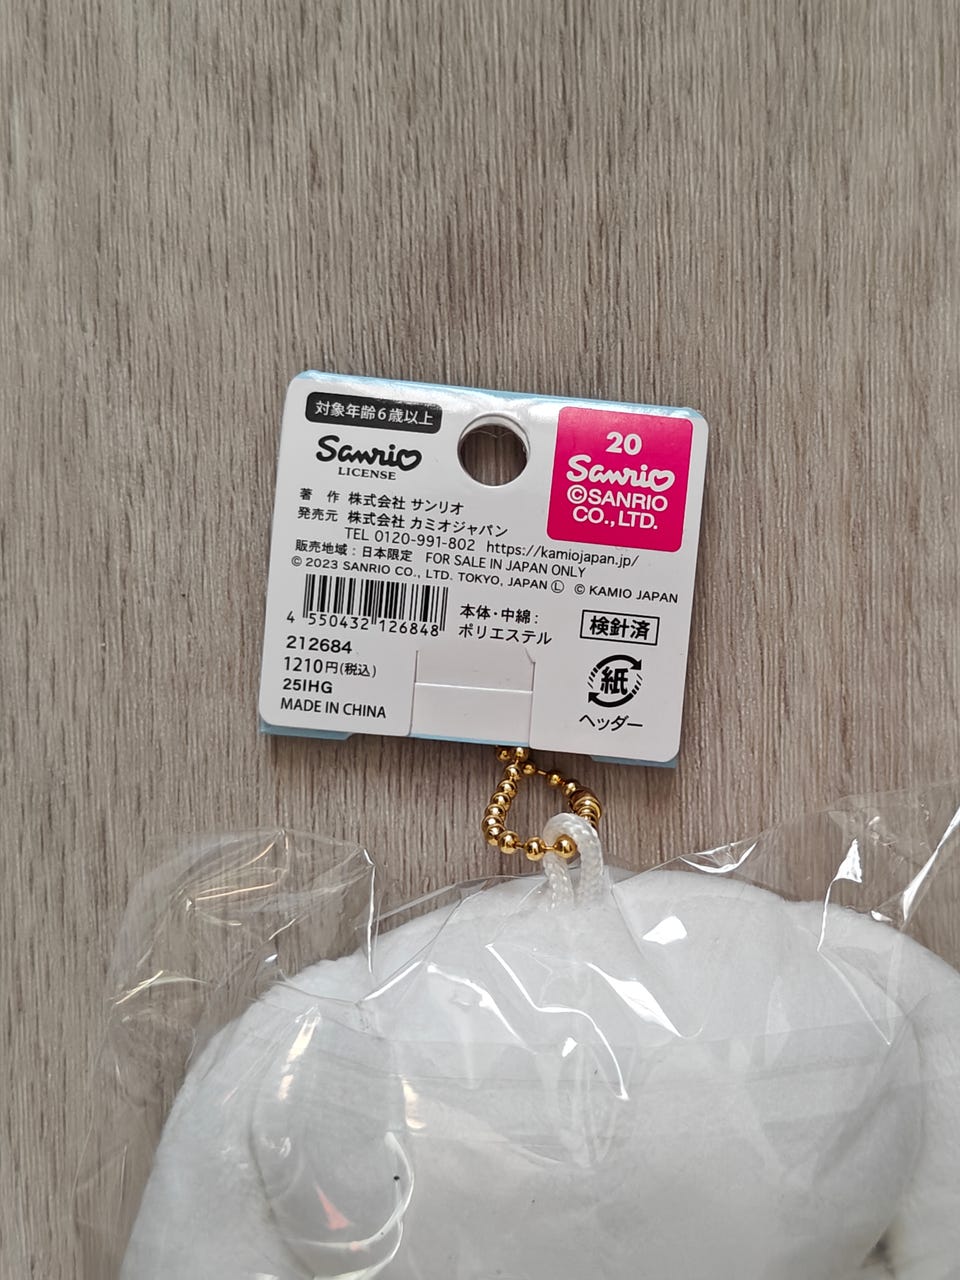 対象年齢6歳以上
Sanrio
LICENSE
20
Sanrio
©SANRIO
CO., LTD.
著 作 株式会社 サンリオ
発売元 株式会社 カミオジャパン
TEL 0120-991-802 https://kamiojapan.jp/
販売地域：日本限定 FOR SALE IN JAPAN ONLY
© 2023 SANRIO CO., LTD. TOKYO, JAPAN Ⓛ © KAMIO JAPAN
4 550432 126848
本体・中綿：
ポリエステル
検針済
212684
1210円(税込)
25IHG
MADE IN CHINA
紙
ヘッダー